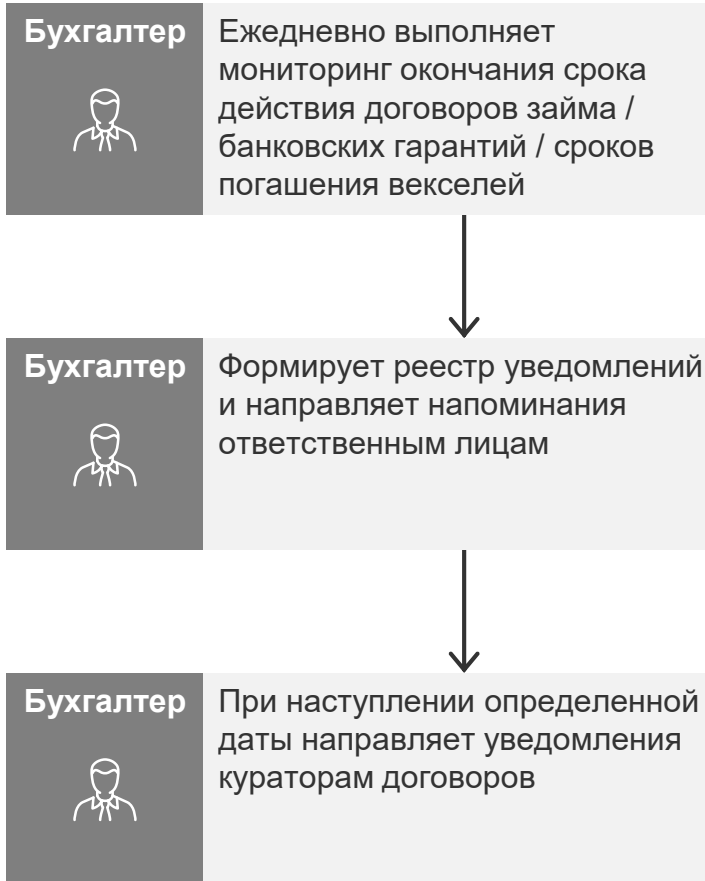 Бухгалтер
Ежедневно выполняет
мониторинг окончания срока
действия договоров займа /
банковских гарантий / сроков
погашения векселей
Бухгалтер
Формирует реестр уведомлений
и направляет напоминания
ответственным лицам
Бухгалтер
При наступлении определенной
даты направляет уведомления
кураторам договоров